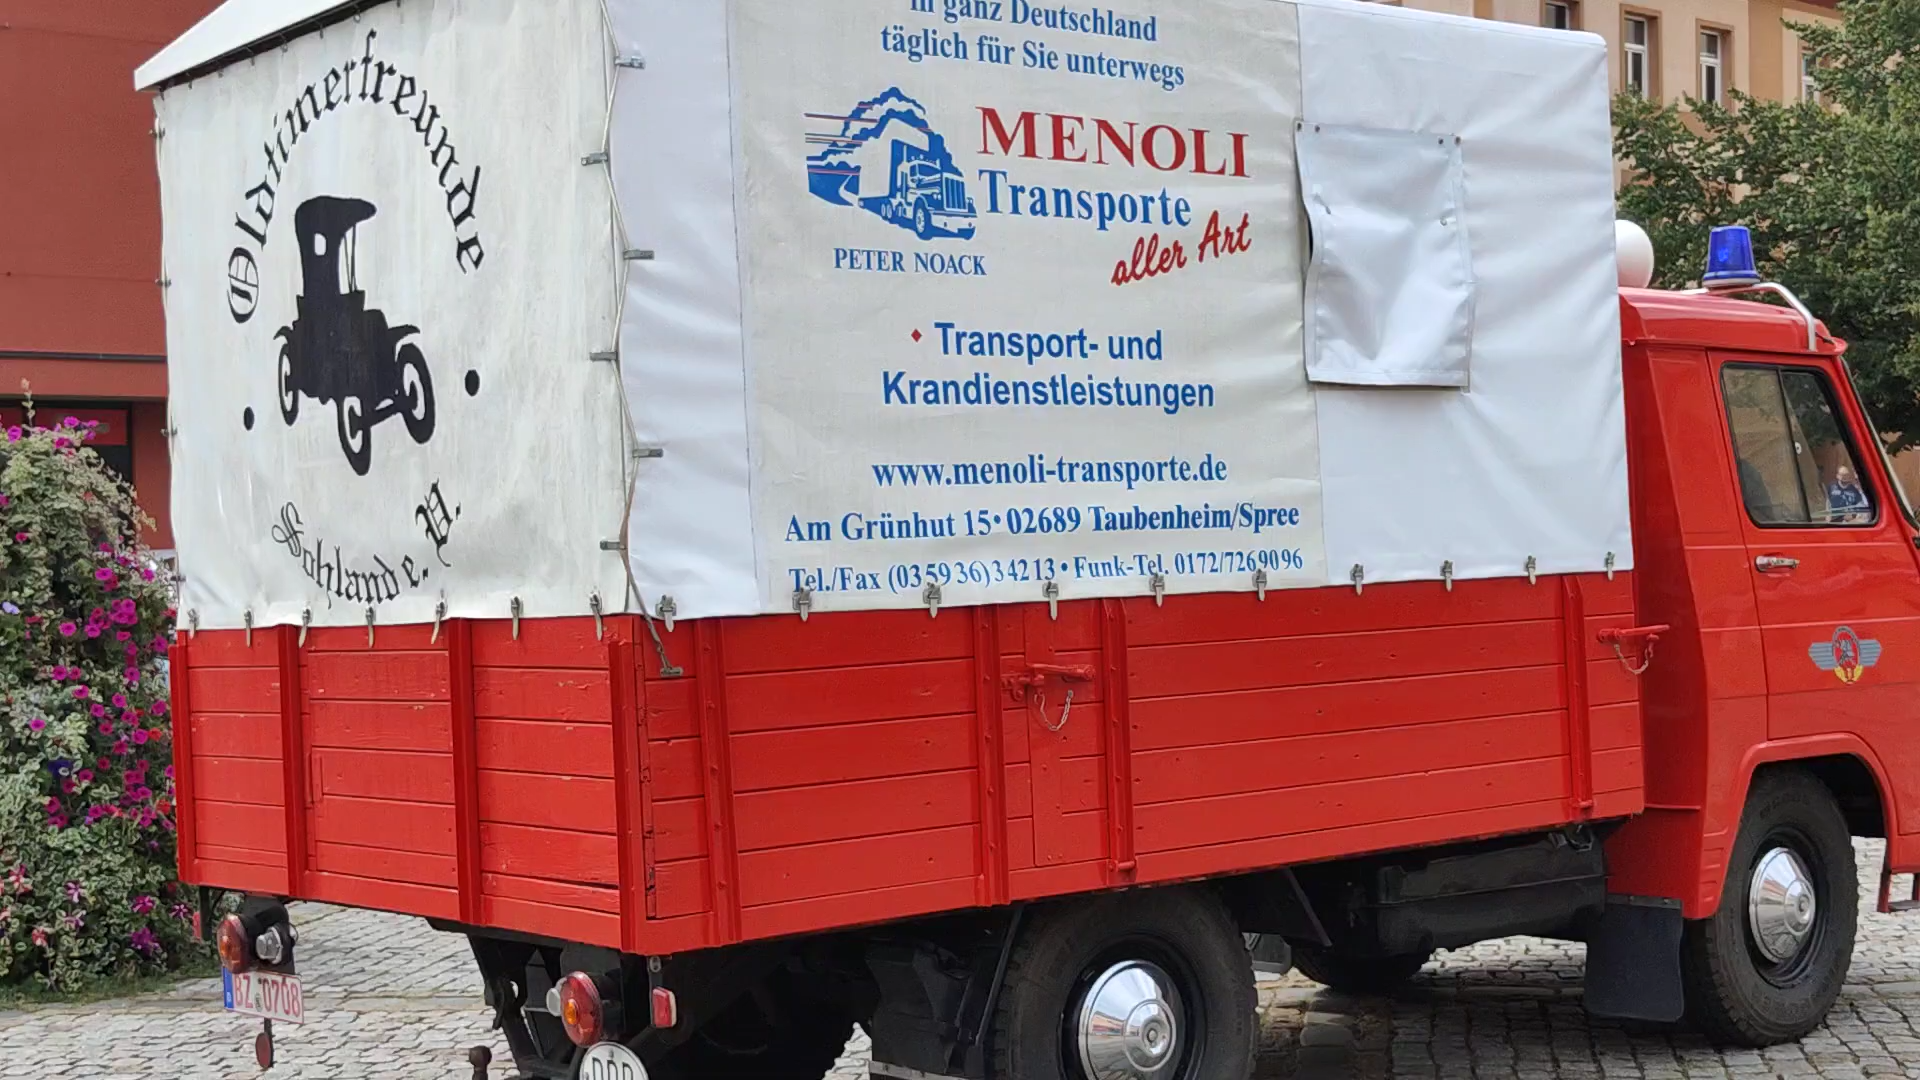 Oldtimerfreunde
Sohland e.V.
in ganz Deutschland
täglich für Sie unterwegs
MENOLI
Transporte
aller Art
PETER NOACK
Transport- und
Krandienstleistungen
www.menoli-transporte.de
Am Grünhut 15 • 02689 Taubenheim/Spree
Tel./Fax (035936) 34213 • Funk-Tel. 0172/7269096
BZ 0708
DDR